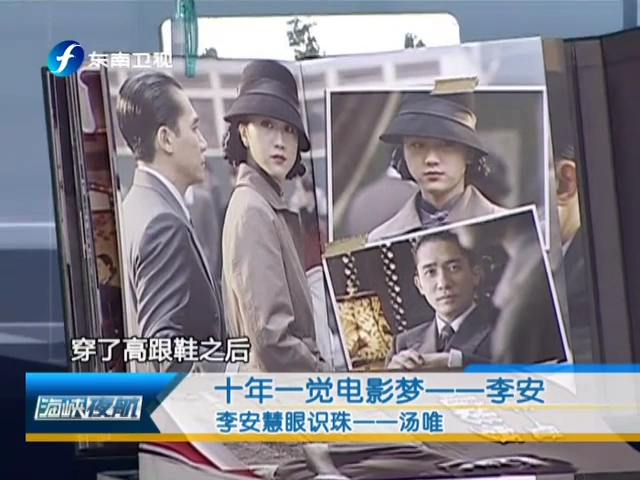 东南卫视
穿了高跟鞋之后
海峡夜航
十年一觉电影梦——李安
李安慧眼识珠——汤唯